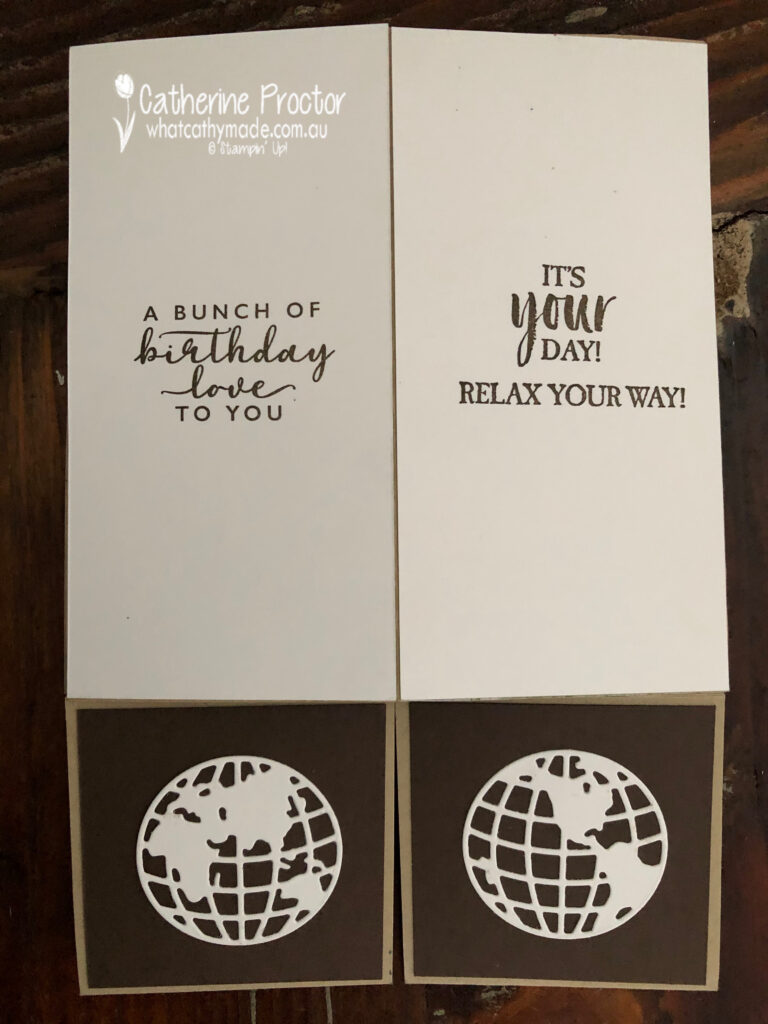 Catherine Proctor
whatcathymade.com.au
© Stampin' Up!
A BUNCH OF
birthday
love
TO YOU
IT'S
your
DAY!
RELAX YOUR WAY!